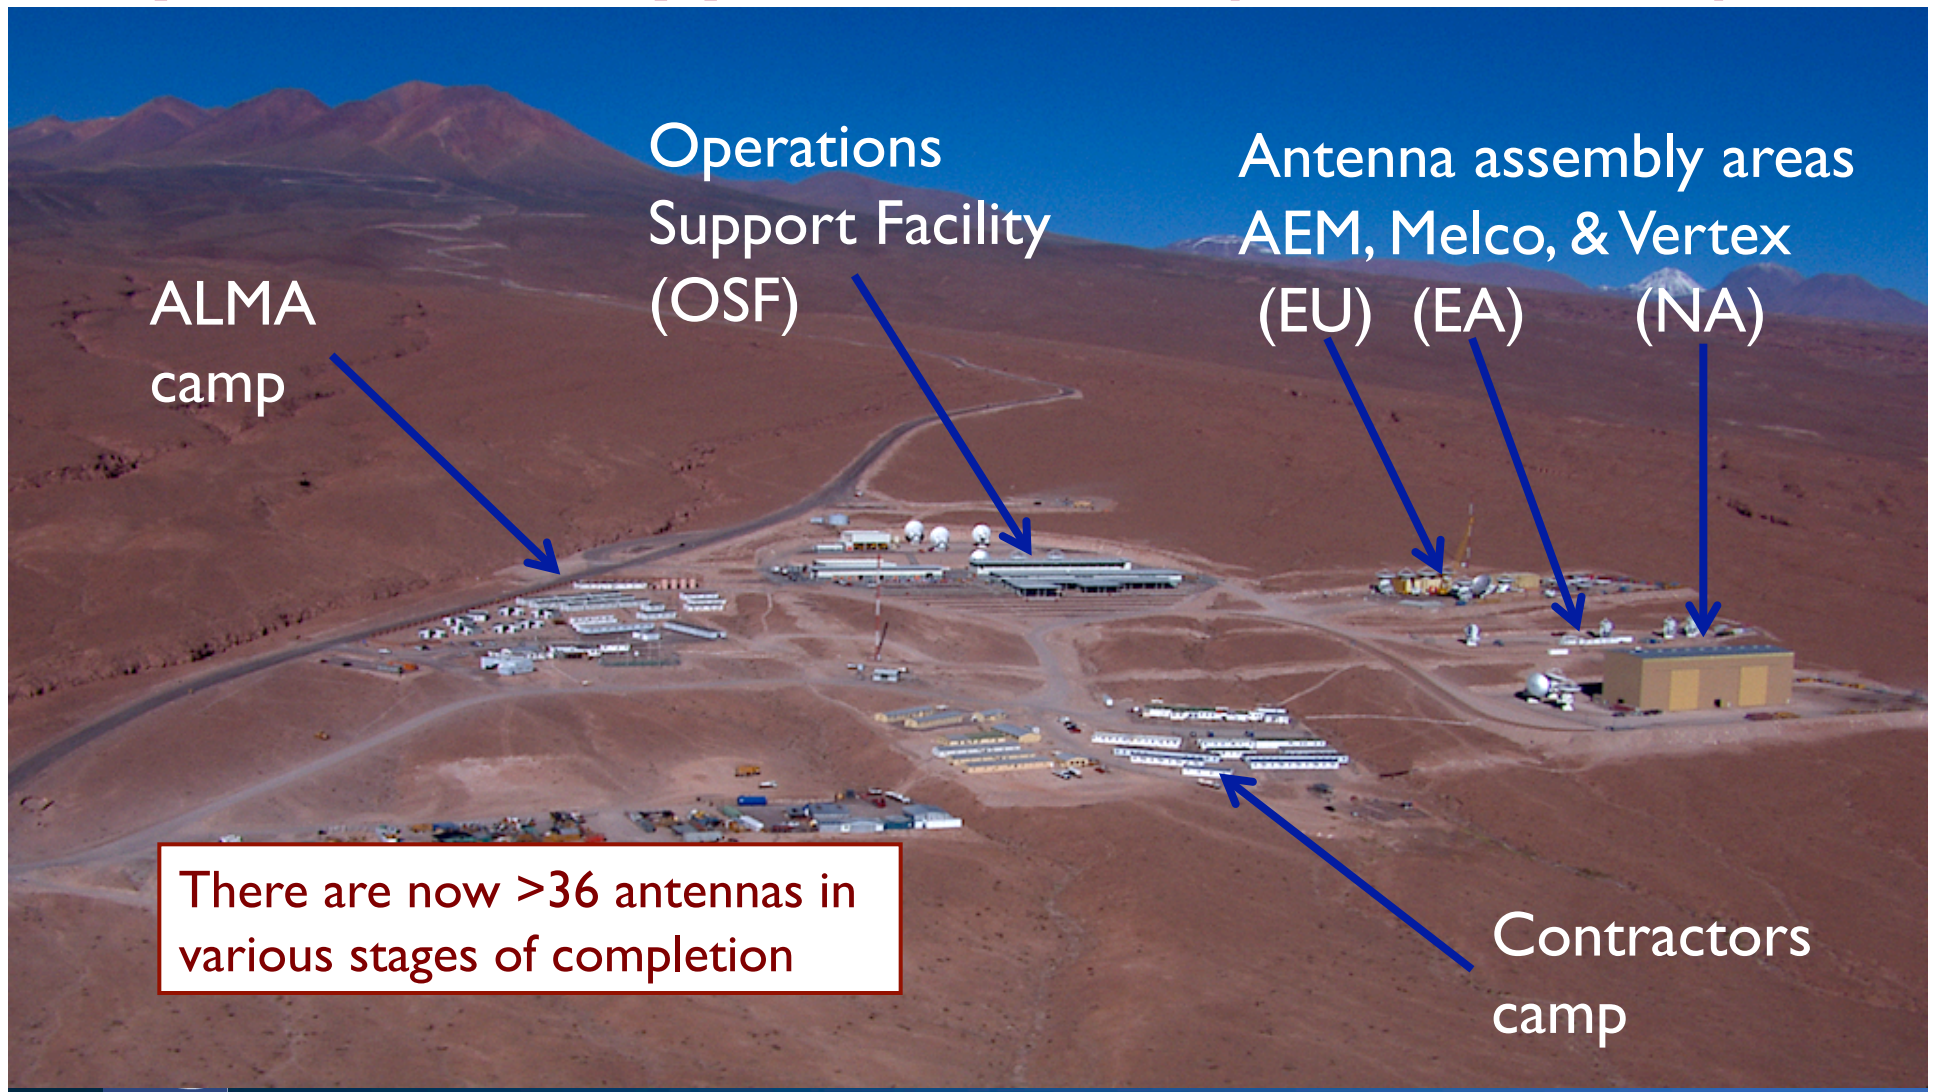 ALMA
camp
Operations
Support Facility
(OSF)
Antenna assembly areas
AEM, Melco, & Vertex
(EU) (EA) (NA)
There are now >36 antennas in
various stages of completion
Contractors
camp